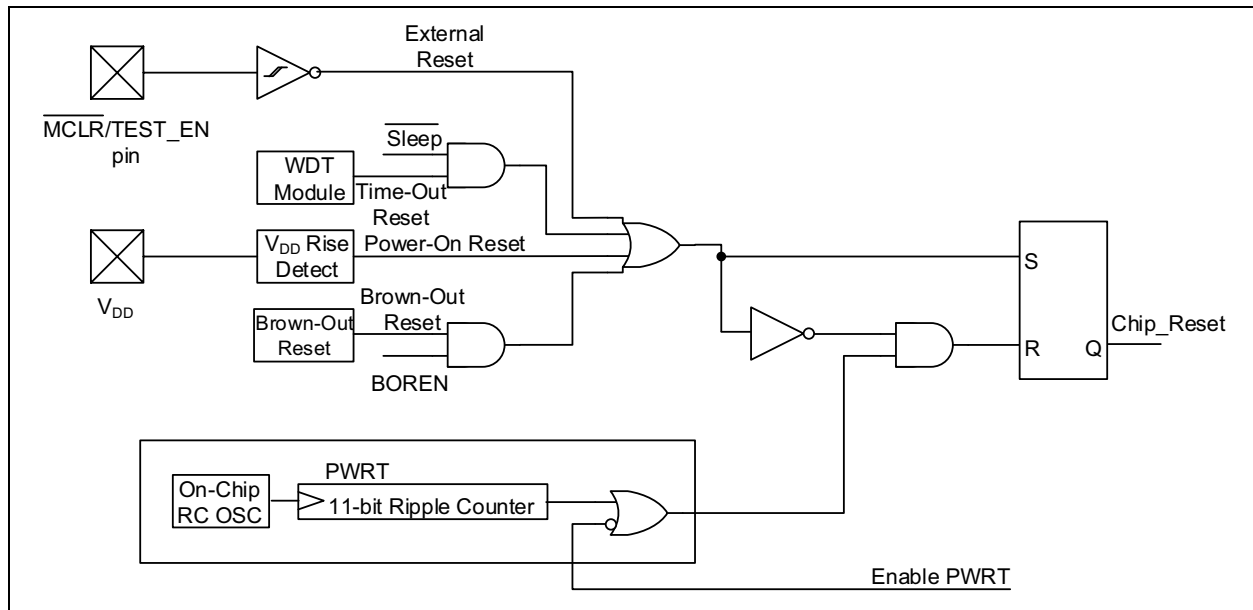 External
Reset
MCLR/TEST_EN
pin
Sleep
WDT
Module
Time-Out
Reset
VDD Rise
Detect
Power-On Reset
VDD
Brown-Out
Reset
Brown-Out
Reset
BOREN
S
R
Q
Chip_Reset
PWRT
On-Chip
RC OSC
11-bit Ripple Counter
Enable PWRT